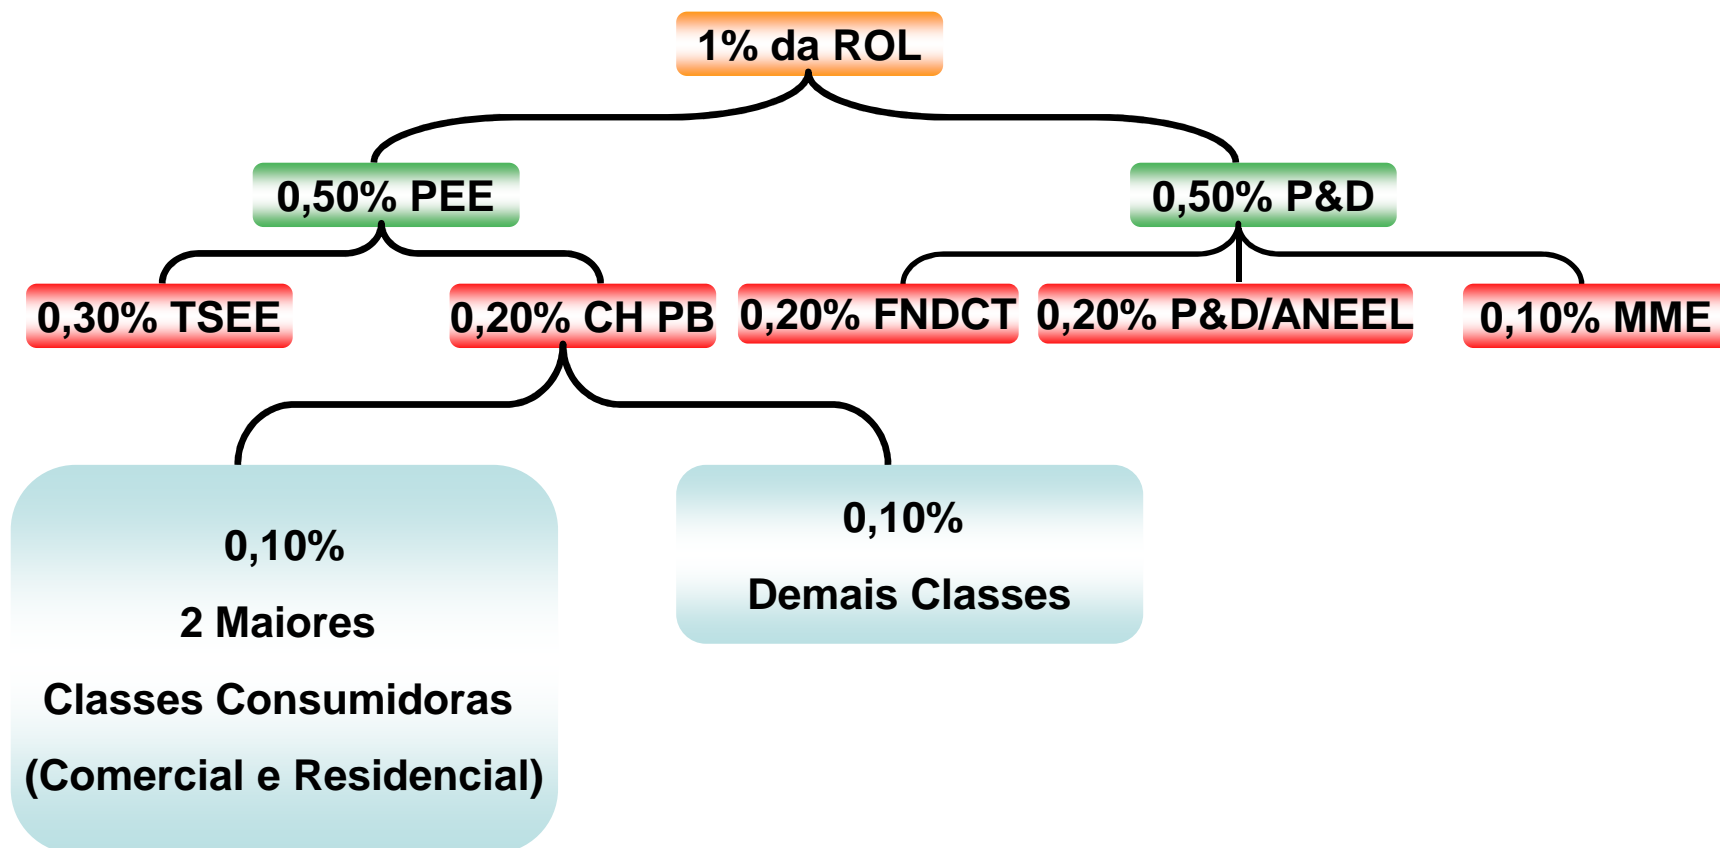 1% da ROL
0,50% PEE
0,50% P&D
0,30% TSEE
0,20% CH PB
0,20% FNDCT
0,20% P&D/ANEEL
0,10% MME
0,10%
2 Maiores
Classes Consumidoras
(Comercial e Residencial)
0,10%
Demais Classes